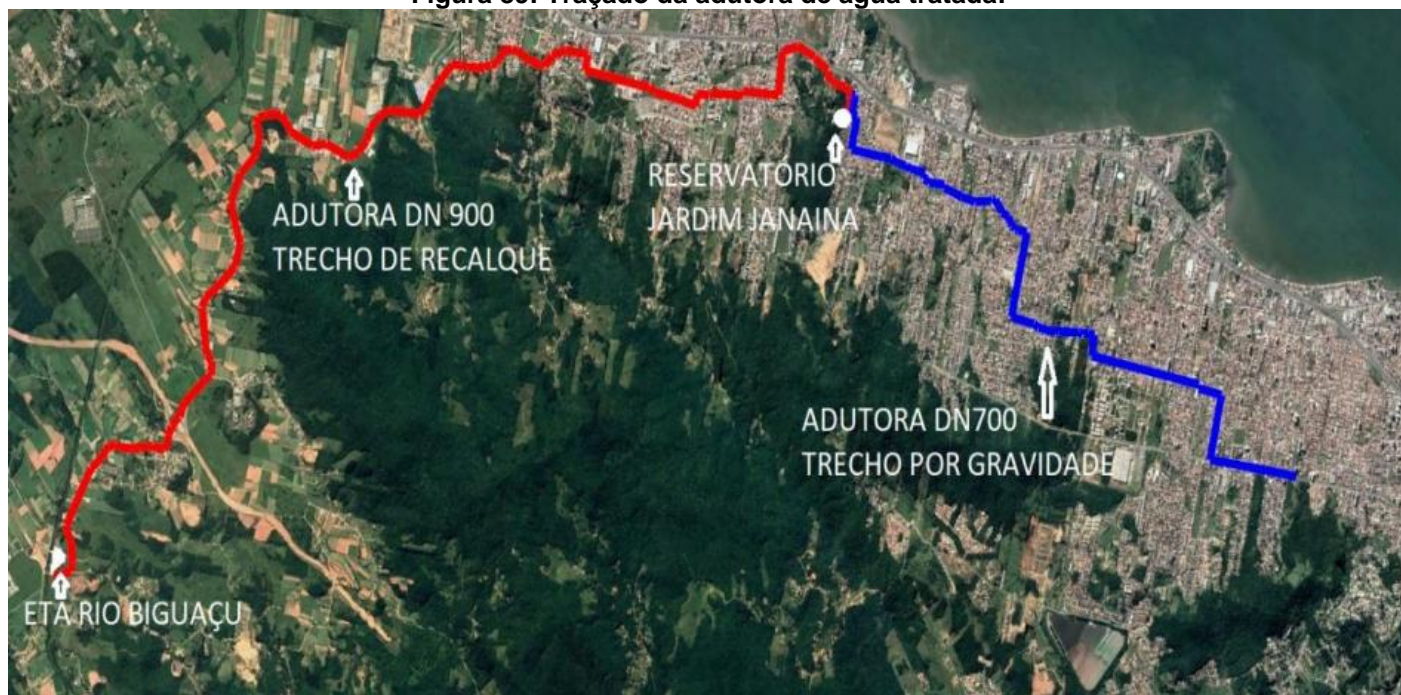 Figura 69. Traçado da adutora de água tratada.
RESERVATÓRIO
JARDIM JANAINA
ADUTORA DN 900
TRECHO DE RECALQUE
ADUTORA DN700
TRECHO POR GRAVIDADE
ETA RIO BIGUAÇU